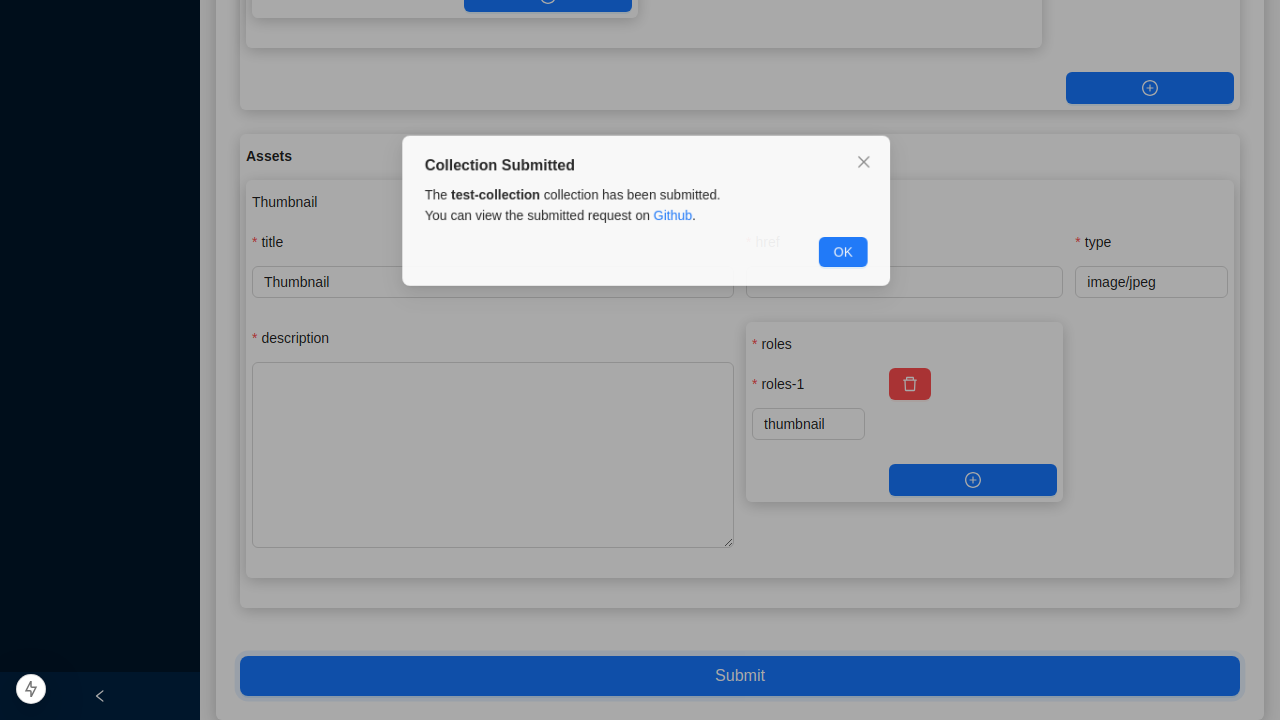 Assets
Collection Submitted
The test-collection collection has been submitted.
You can view the submitted request on Github.
OK
Thumbnail
* title
* href
* type
Thumbnail
image/jpeg
* description
* roles
* roles-1
thumbnail
Submit